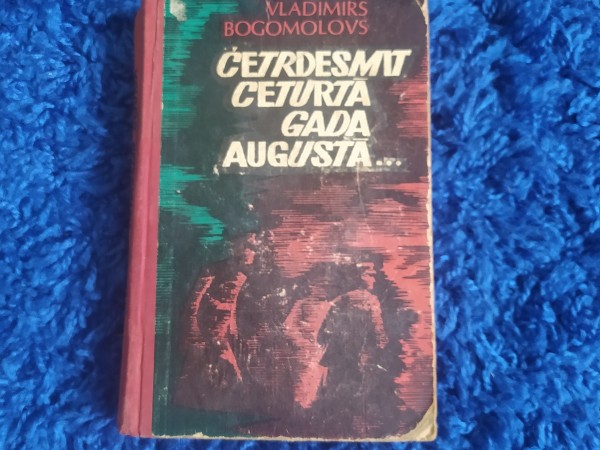 VLADIMIRS
BOGOMOLOVS
ČETRDESMIT
CETURTĀ
GADA
AUGUSTĀ...